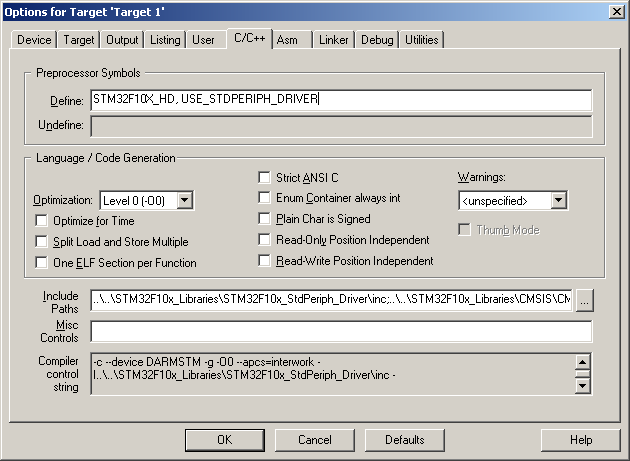 Options for Target 'Target 1'
Device Target Output Listing User C/C++ Asm Linker Debug Utilities
Preprocessor Symbols
Define: STM32F10X_HD, USE_STDPERIPH_DRIVER
Undefine:
Language / Code Generation
Strict ANSI C
Warnings:
Optimization: Level 0 (-O0)
Enum Container always int
<unspecified>
Optimize for Time
Plain Char is Signed
Split Load and Store Multiple
Read-Only Position Independent
Thumb Mode
One ELF Section per Function
Read-Write Position Independent
Include
Paths
..\..\STM32F10x_Libraries\STM32F10x_StdPeriph_Driver\inc;..\..\STM32F10x_Libraries\CMSIS\CM
...
Misc
Controls
Compiler
control
string
-c --device DARMSTM -g -O0 --apcs=interwork -
I..\..\STM32F10x_Libraries\STM32F10x_StdPeriph_Driver\inc -
OK Cancel Defaults Help